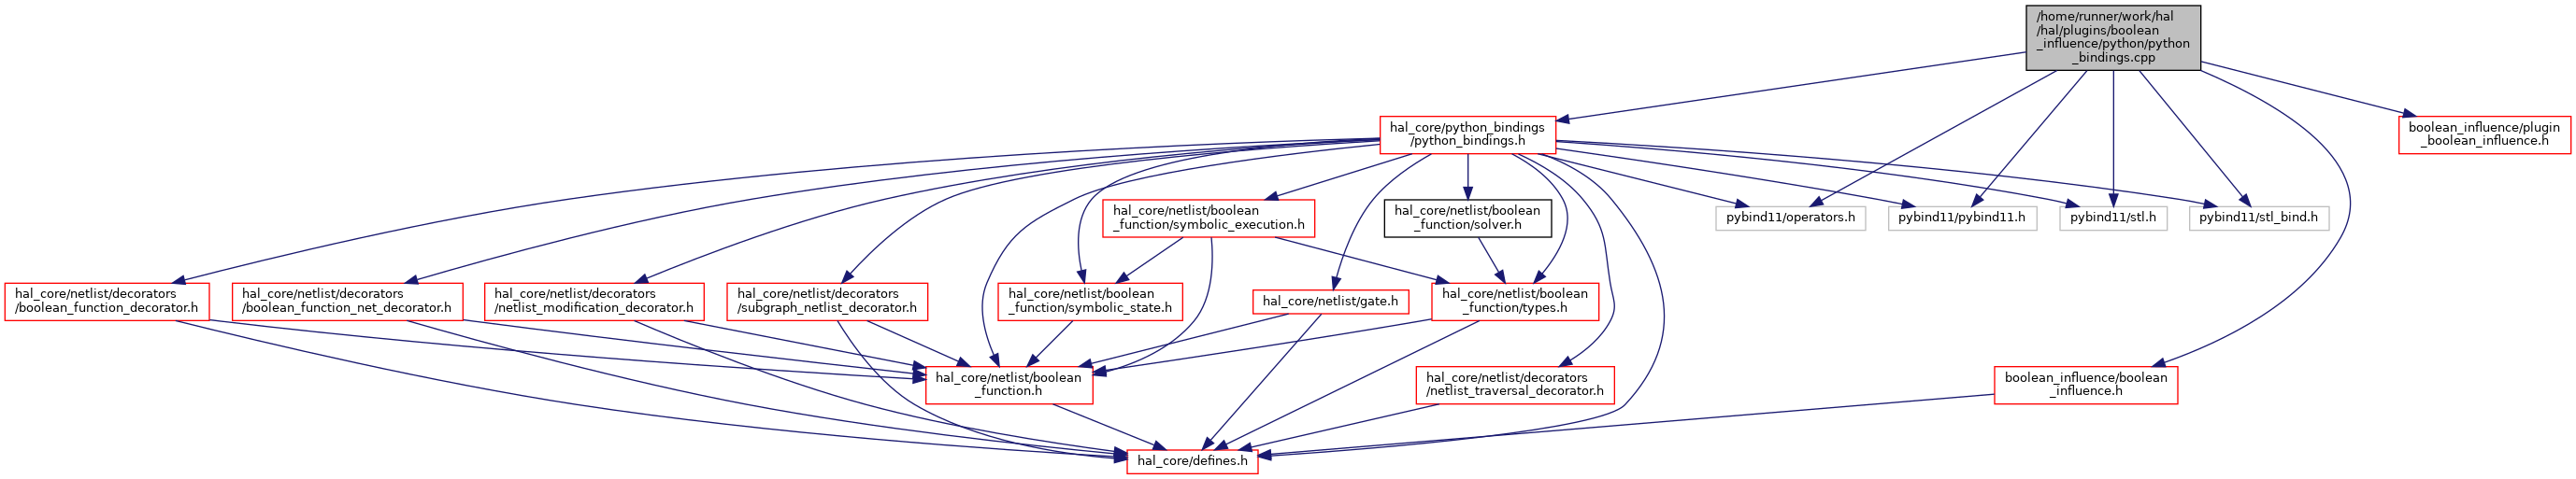 /home/runner/work/hal
/hal/plugins/boolean
_influence/python/python
_bindings.cpp
hal_core/python_bindings
/python_bindings.h
boolean_influence/plugin
_boolean_influence.h
hal_core/netlist/boolean
_function/symbolic_execution.h
hal_core/netlist/boolean
_function/solver.h
pybind11/operators.h
pybind11/pybind11.h
pybind11/stl.h
pybind11/stl_bind.h
hal_core/netlist/decorators
/boolean_function_decorator.h
hal_core/netlist/decorators
/boolean_function_net_decorator.h
hal_core/netlist/decorators
/netlist_modification_decorator.h
hal_core/netlist/decorators
/subgraph_netlist_decorator.h
hal_core/netlist/boolean
_function/symbolic_state.h
hal_core/netlist/gate.h
hal_core/netlist/boolean
_function/types.h
hal_core/netlist/boolean
_function.h
hal_core/netlist/decorators
/netlist_traversal_decorator.h
boolean_influence/boolean
_influence.h
hal_core/defines.h